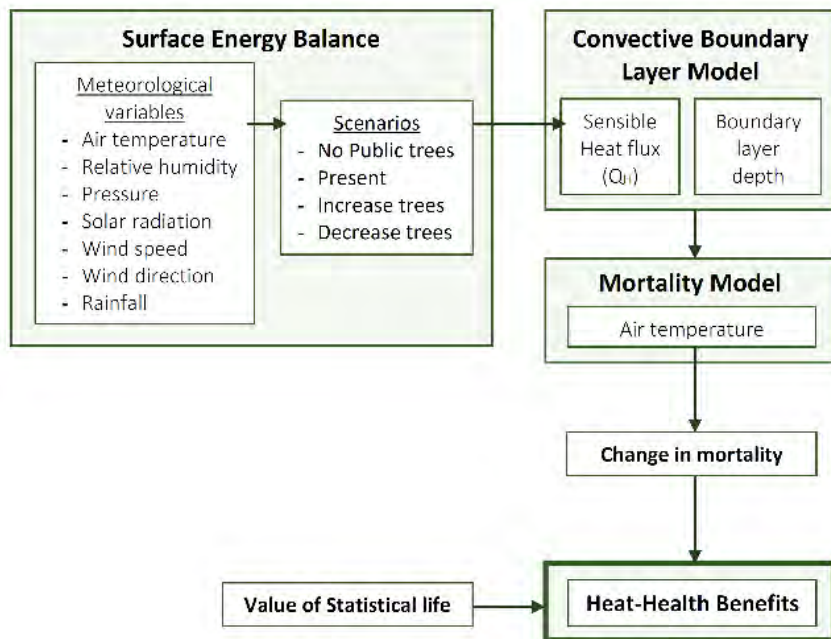 Surface Energy Balance
Meteorological
variables
- Air temperature
- Relative humidity
- Pressure
- Solar radiation
- Wind speed
- Wind direction
- Rainfall
Scenarios
- No Public trees
- Present
- Increase trees
- Decrease trees
Convective Boundary
Layer Model
Sensible
Heat flux
(QH)
Boundary
layer
depth
Mortality Model
Air temperature
Change in mortality
Value of Statistical life
Heat-Health Benefits